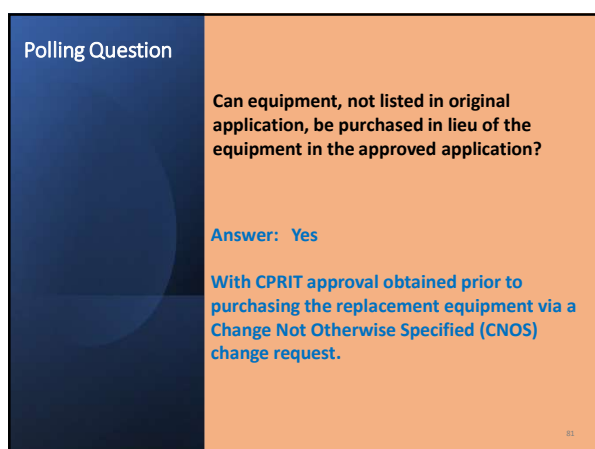 Polling Question
Can equipment, not listed in original
application, be purchased in lieu of the
equipment in the approved application?
Answer: Yes
With CPRIT approval obtained prior to
purchasing the replacement equipment via a
Change Not Otherwise Specified (CNOS)
change request.
81